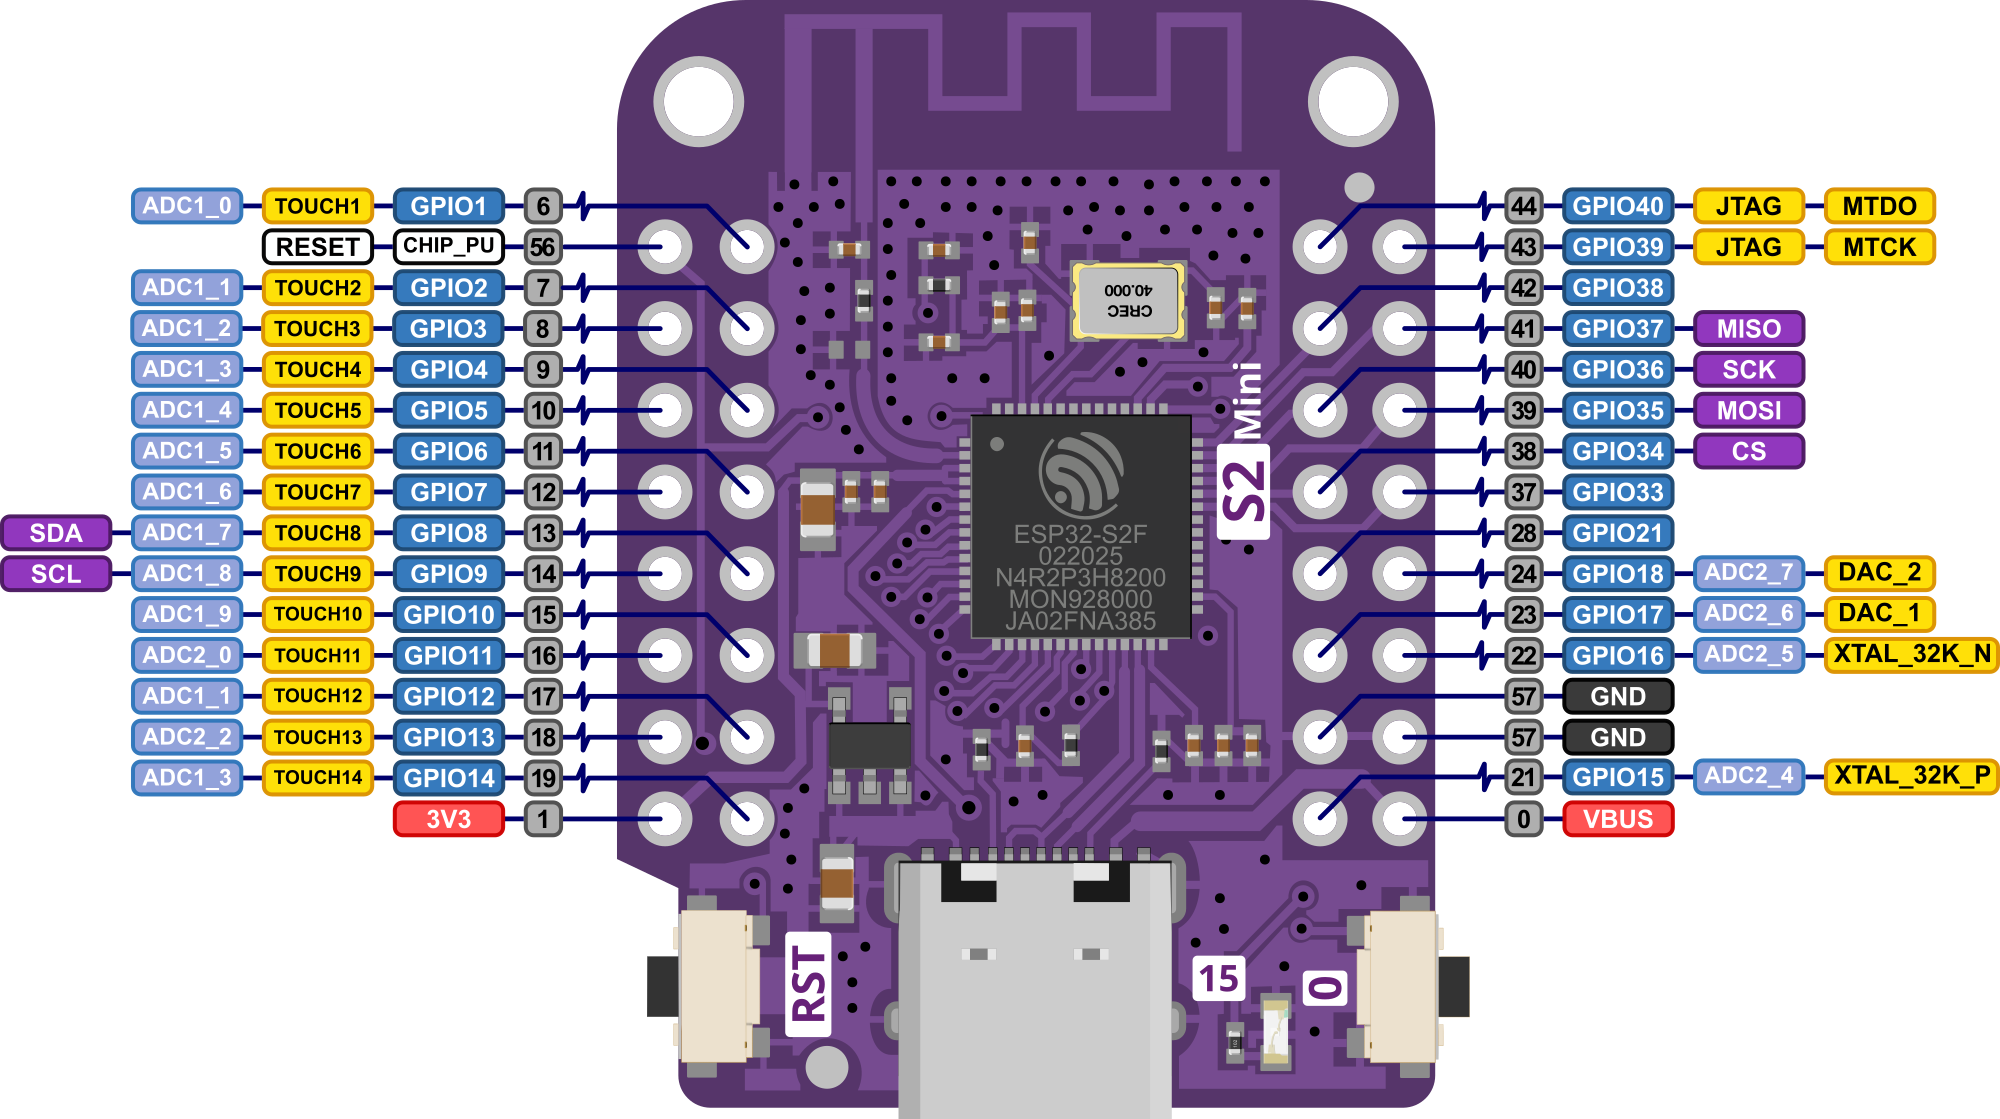 ADC1_0 TOUCH1 GPIO1 6
RESET CHIP_PU 56
ADC1_1 TOUCH2 GPIO2 7
ADC1_2 TOUCH3 GPIO3 8
ADC1_3 TOUCH4 GPIO4 9
ADC1_4 TOUCH5 GPIO5 10
ADC1_5 TOUCH6 GPIO6 11
ADC1_6 TOUCH7 GPIO7 12
SDA ADC1_7 TOUCH8 GPIO8 13
SCL ADC1_8 TOUCH9 GPIO9 14
ADC1_9 TOUCH10 GPIO10 15
ADC2_0 TOUCH11 GPIO11 16
ADC1_1 TOUCH12 GPIO12 17
ADC2_2 TOUCH13 GPIO13 18
ADC1_3 TOUCH14 GPIO14 19
3V3 1
CREC
40.000
S2 Mini
ESP32-S2F
022025
N4R2P3H8200
MON928000
JA02FNA385
RST
15
0
44 GPIO40 JTAG MTDO
43 GPIO39 JTAG MTCK
42 GPIO38
41 GPIO37 MISO
40 GPIO36 SCK
39 GPIO35 MOSI
38 GPIO34 CS
37 GPIO33
28 GPIO21
24 GPIO18 ADC2_7 DAC_2
23 GPIO17 ADC2_6 DAC_1
22 GPIO16 ADC2_5 XTAL_32K_N
57 GND
57 GND
21 GPIO15 ADC2_4 XTAL_32K_P
0 VBUS